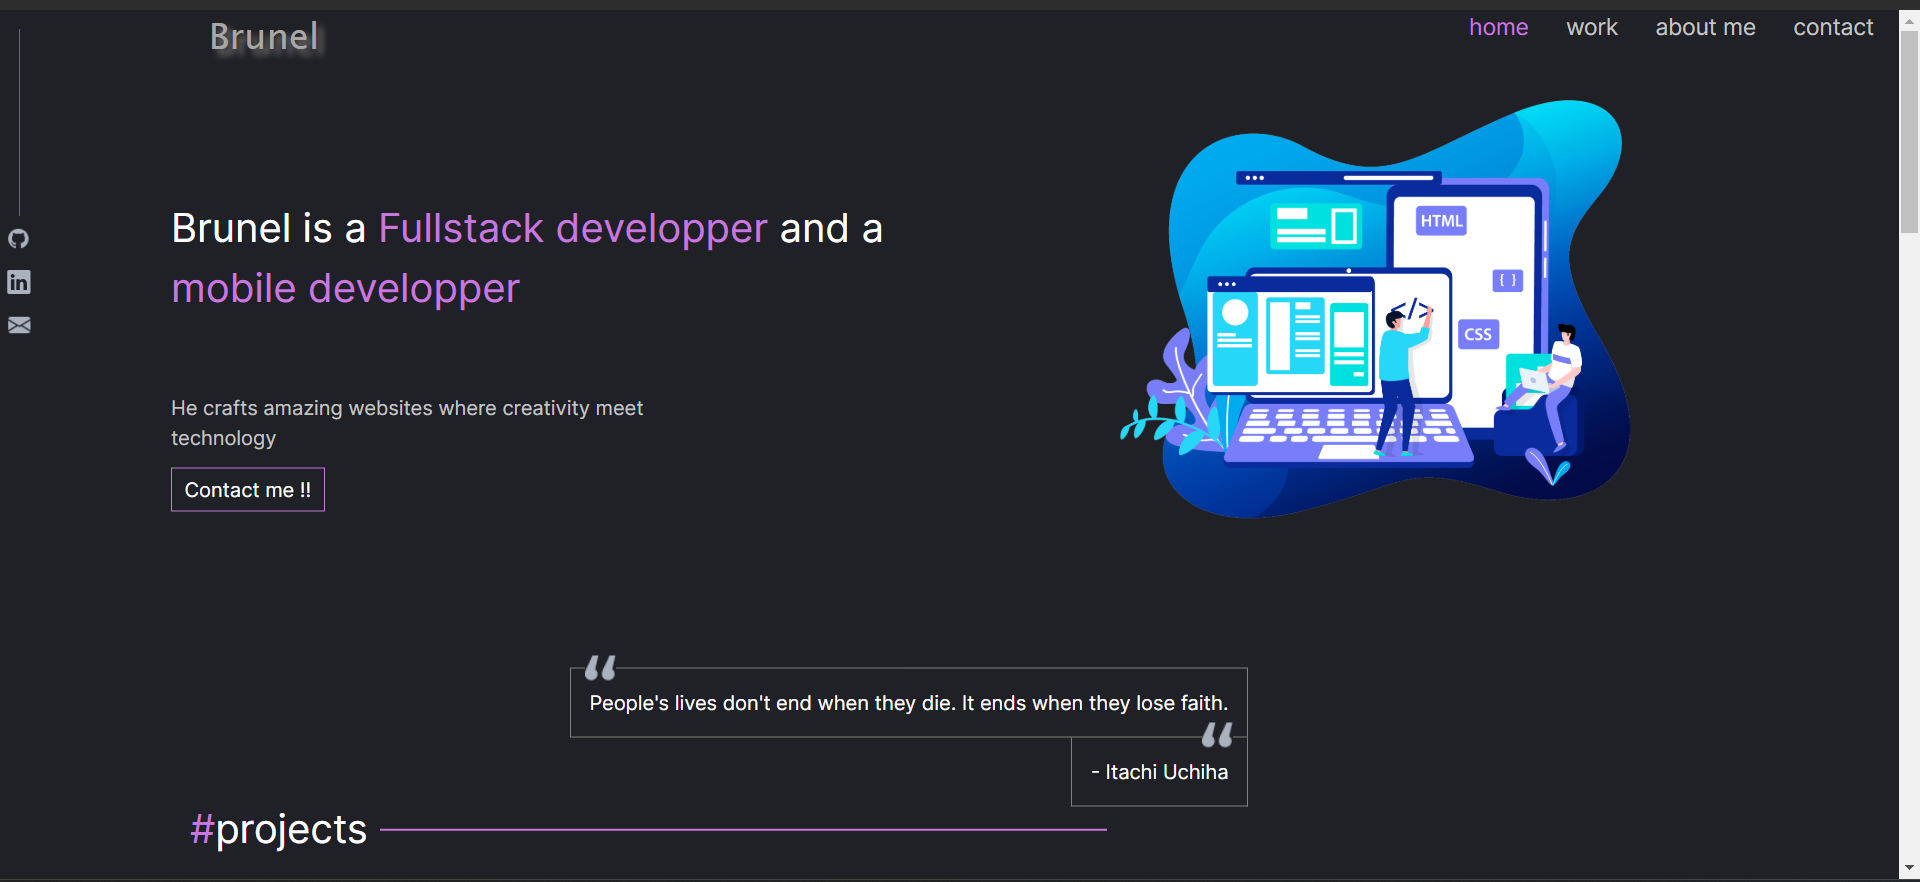 Brunel
home work about me contact
Brunel is a Fullstack developper and a
mobile developper
HTML
{ }
</>
CSS
He crafts amazing websites where creativity meet
technology
Contact me !!
People's lives don't end when they die. It ends when they lose faith.
- Itachi Uchiha
#projects